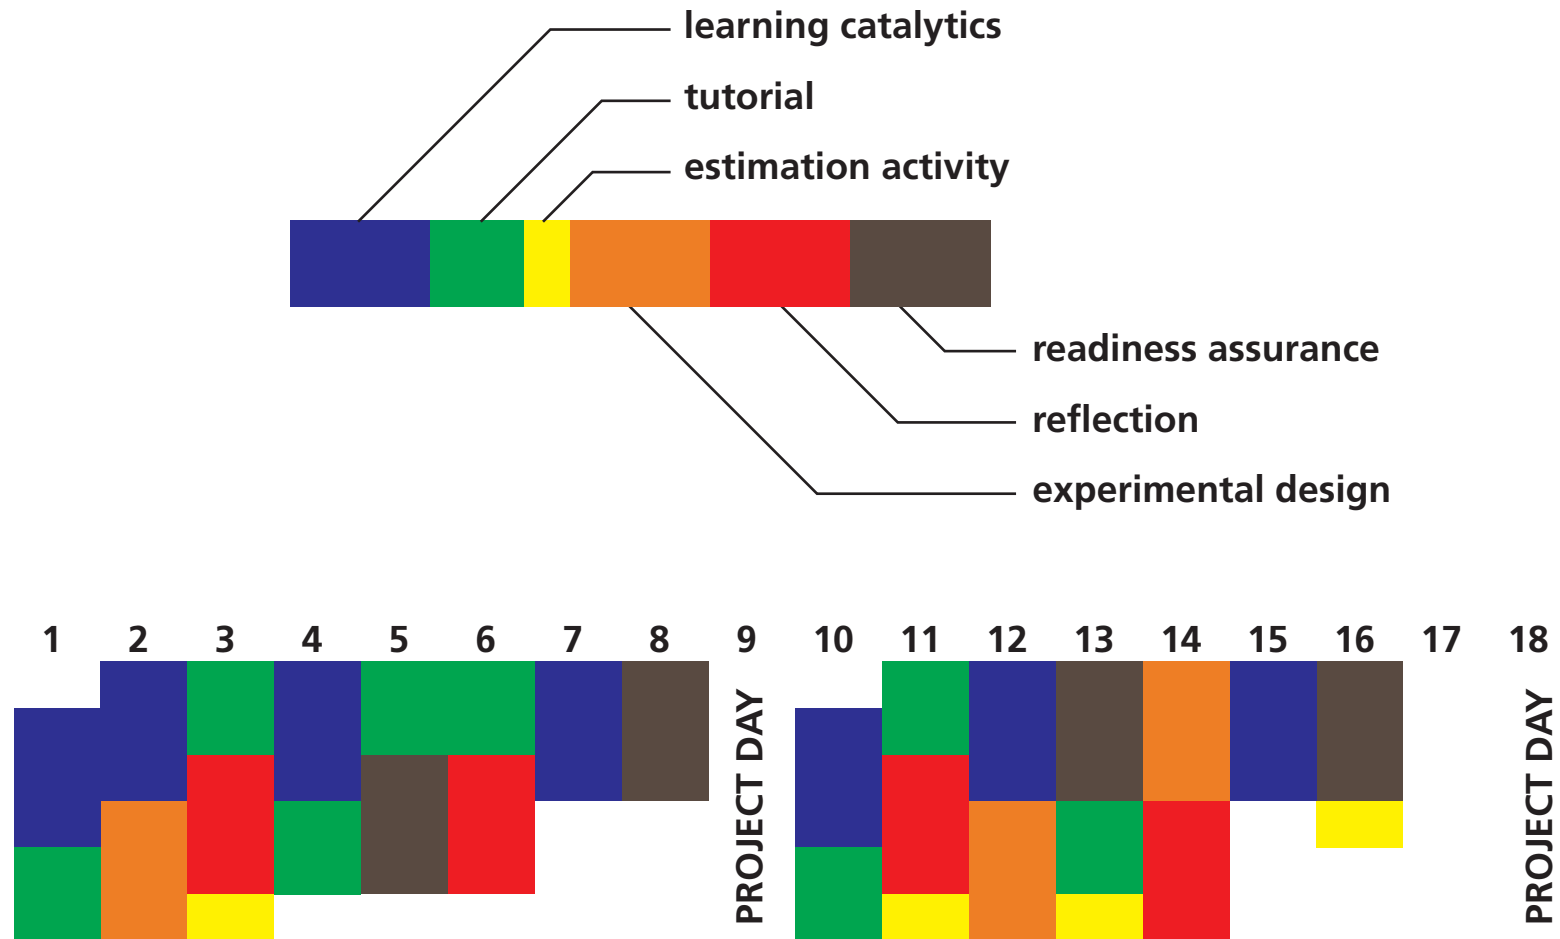 learning catalytics
tutorial
estimation activity
readiness assurance
reflection
experimental design
1 2 3 4 5 6 7 8 9 10 11 12 13 14 15 16 17 18
PROJECT DAY
PROJECT DAY